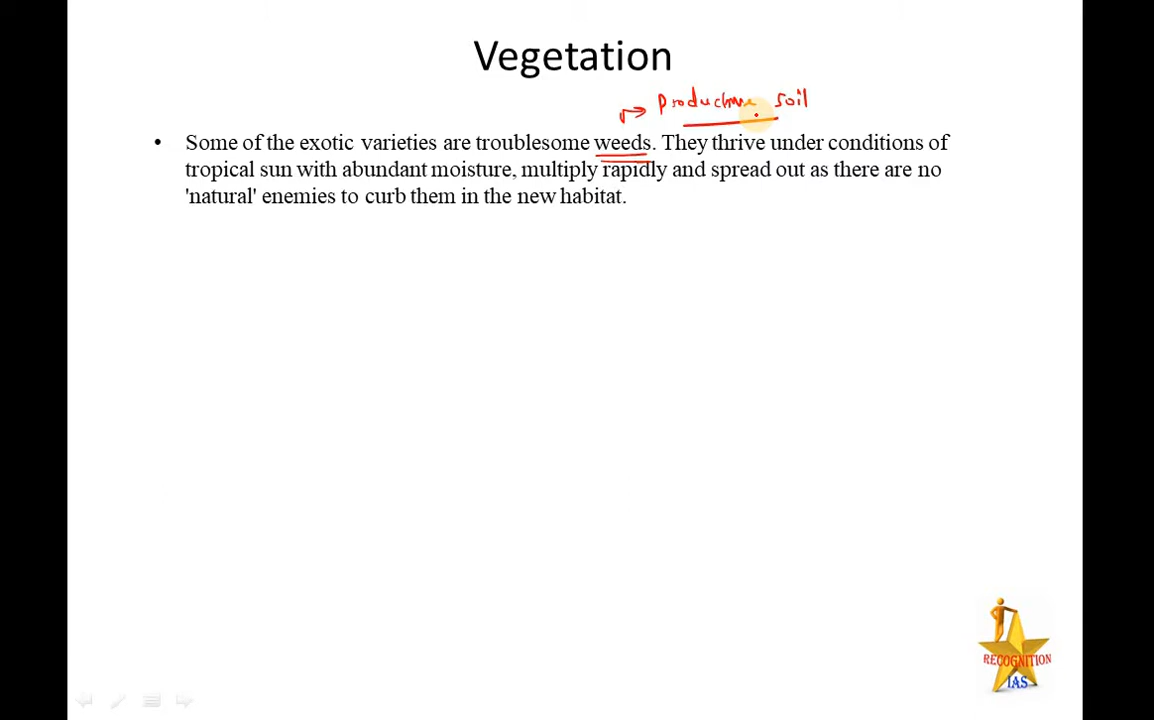 Vegetation
Productive soil
• Some of the exotic varieties are troublesome weeds. They thrive under conditions of
tropical sun with abundant moisture, multiply rapidly and spread out as there are no
'natural' enemies to curb them in the new habitat.
RECOGNITION
IAS